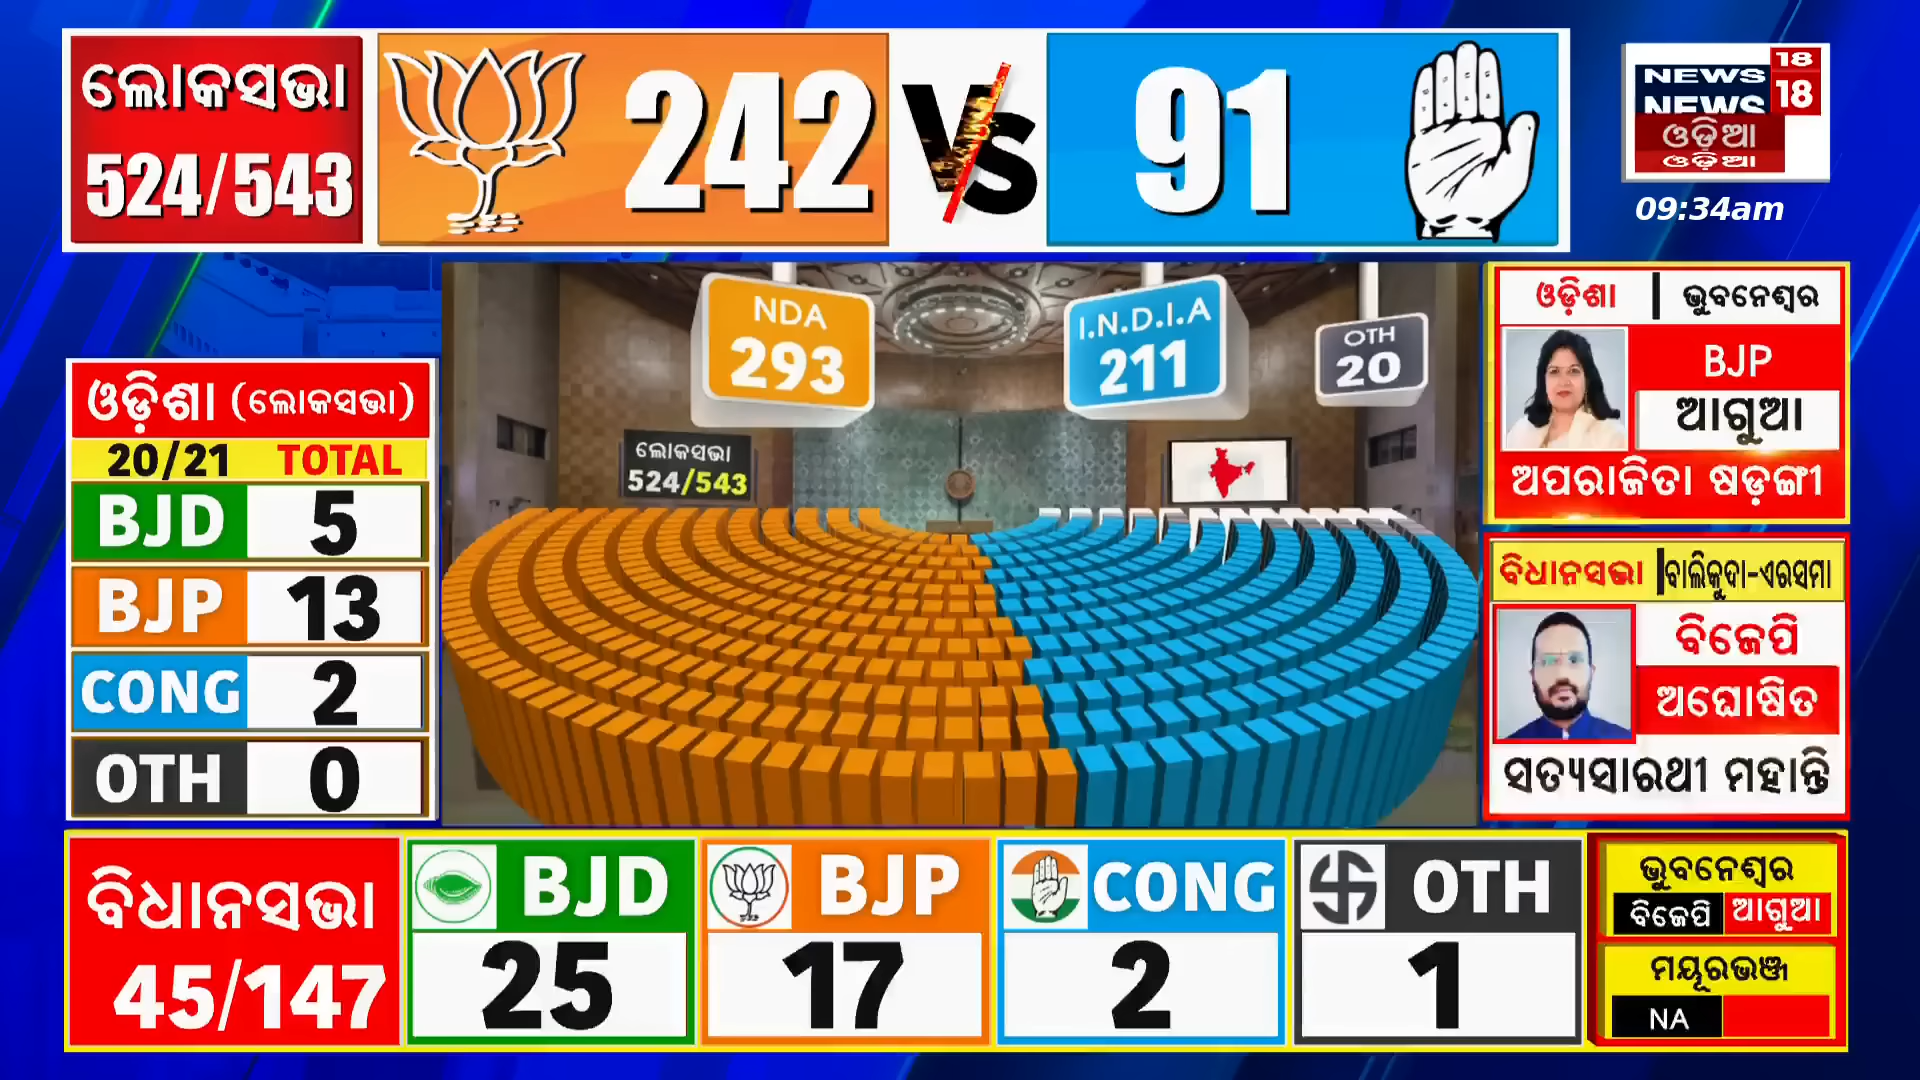 ଲୋକସଭା
524/543
242
VS
91
NEWS 18
NEWS 18
ଓଡ଼ିଆ
ଓଡ଼ିଆ
09:34am
NDA
293
I.N.D.I.A
211
OTH
20
ଲୋକସଭା
524/543
ଓଡ଼ିଶା (ଲୋକସଭା)
20/21 TOTAL
BJD 5
BJP 13
CONG 2
OTH 0
ଓଡ଼ିଶା | ଭୁବନେଶ୍ୱର
BJP
ଆଗୁଆ
ଅପରାଜିତା ଷଡ଼ଙ୍ଗୀ
ବିଧାନସଭା | ବାଲିକୁଦା-ଏରସମା
ବିଜେପି
ଅଘୋଷିତ
ସତ୍ୟସାରଥୀ ମହାନ୍ତି
ବିଧାନସଭା
45/147
BJD
25
BJP
17
CONG
2
OTH
1
ଭୁବନେଶ୍ୱର
ବିଜେପି ଆଗୁଆ
ମୟୂରଭଞ୍ଜ
NA